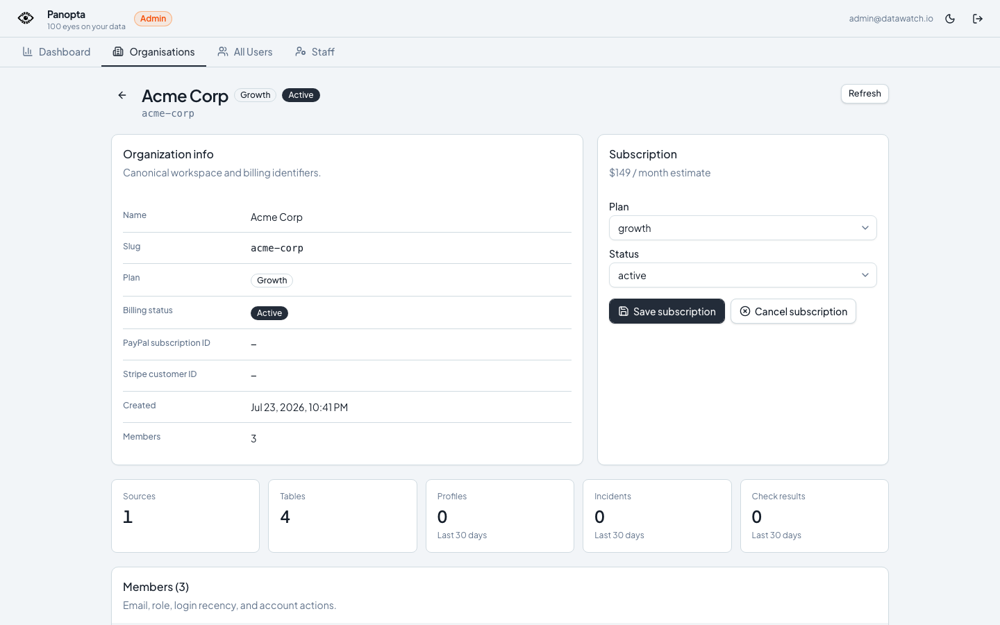 Panopta
100 eyes on your data
Admin
admin@datawatch.io
Dashboard
Organisations
All Users
Staff
Acme Corp
Growth
Active
acme-corp
Refresh
Organization info
Canonical workspace and billing identifiers.
Name
Acme Corp
Slug
acme-corp
Plan
Growth
Billing status
Active
PayPal subscription ID
–
Stripe customer ID
–
Created
Jul 23, 2026, 10:41 PM
Members
3
Subscription
$149 / month estimate
Plan
growth
Status
active
Save subscription
Cancel subscription
Sources
1
Tables
4
Profiles
0
Last 30 days
Incidents
0
Last 30 days
Check results
0
Last 30 days
Members (3)
Email, role, login recency, and account actions.